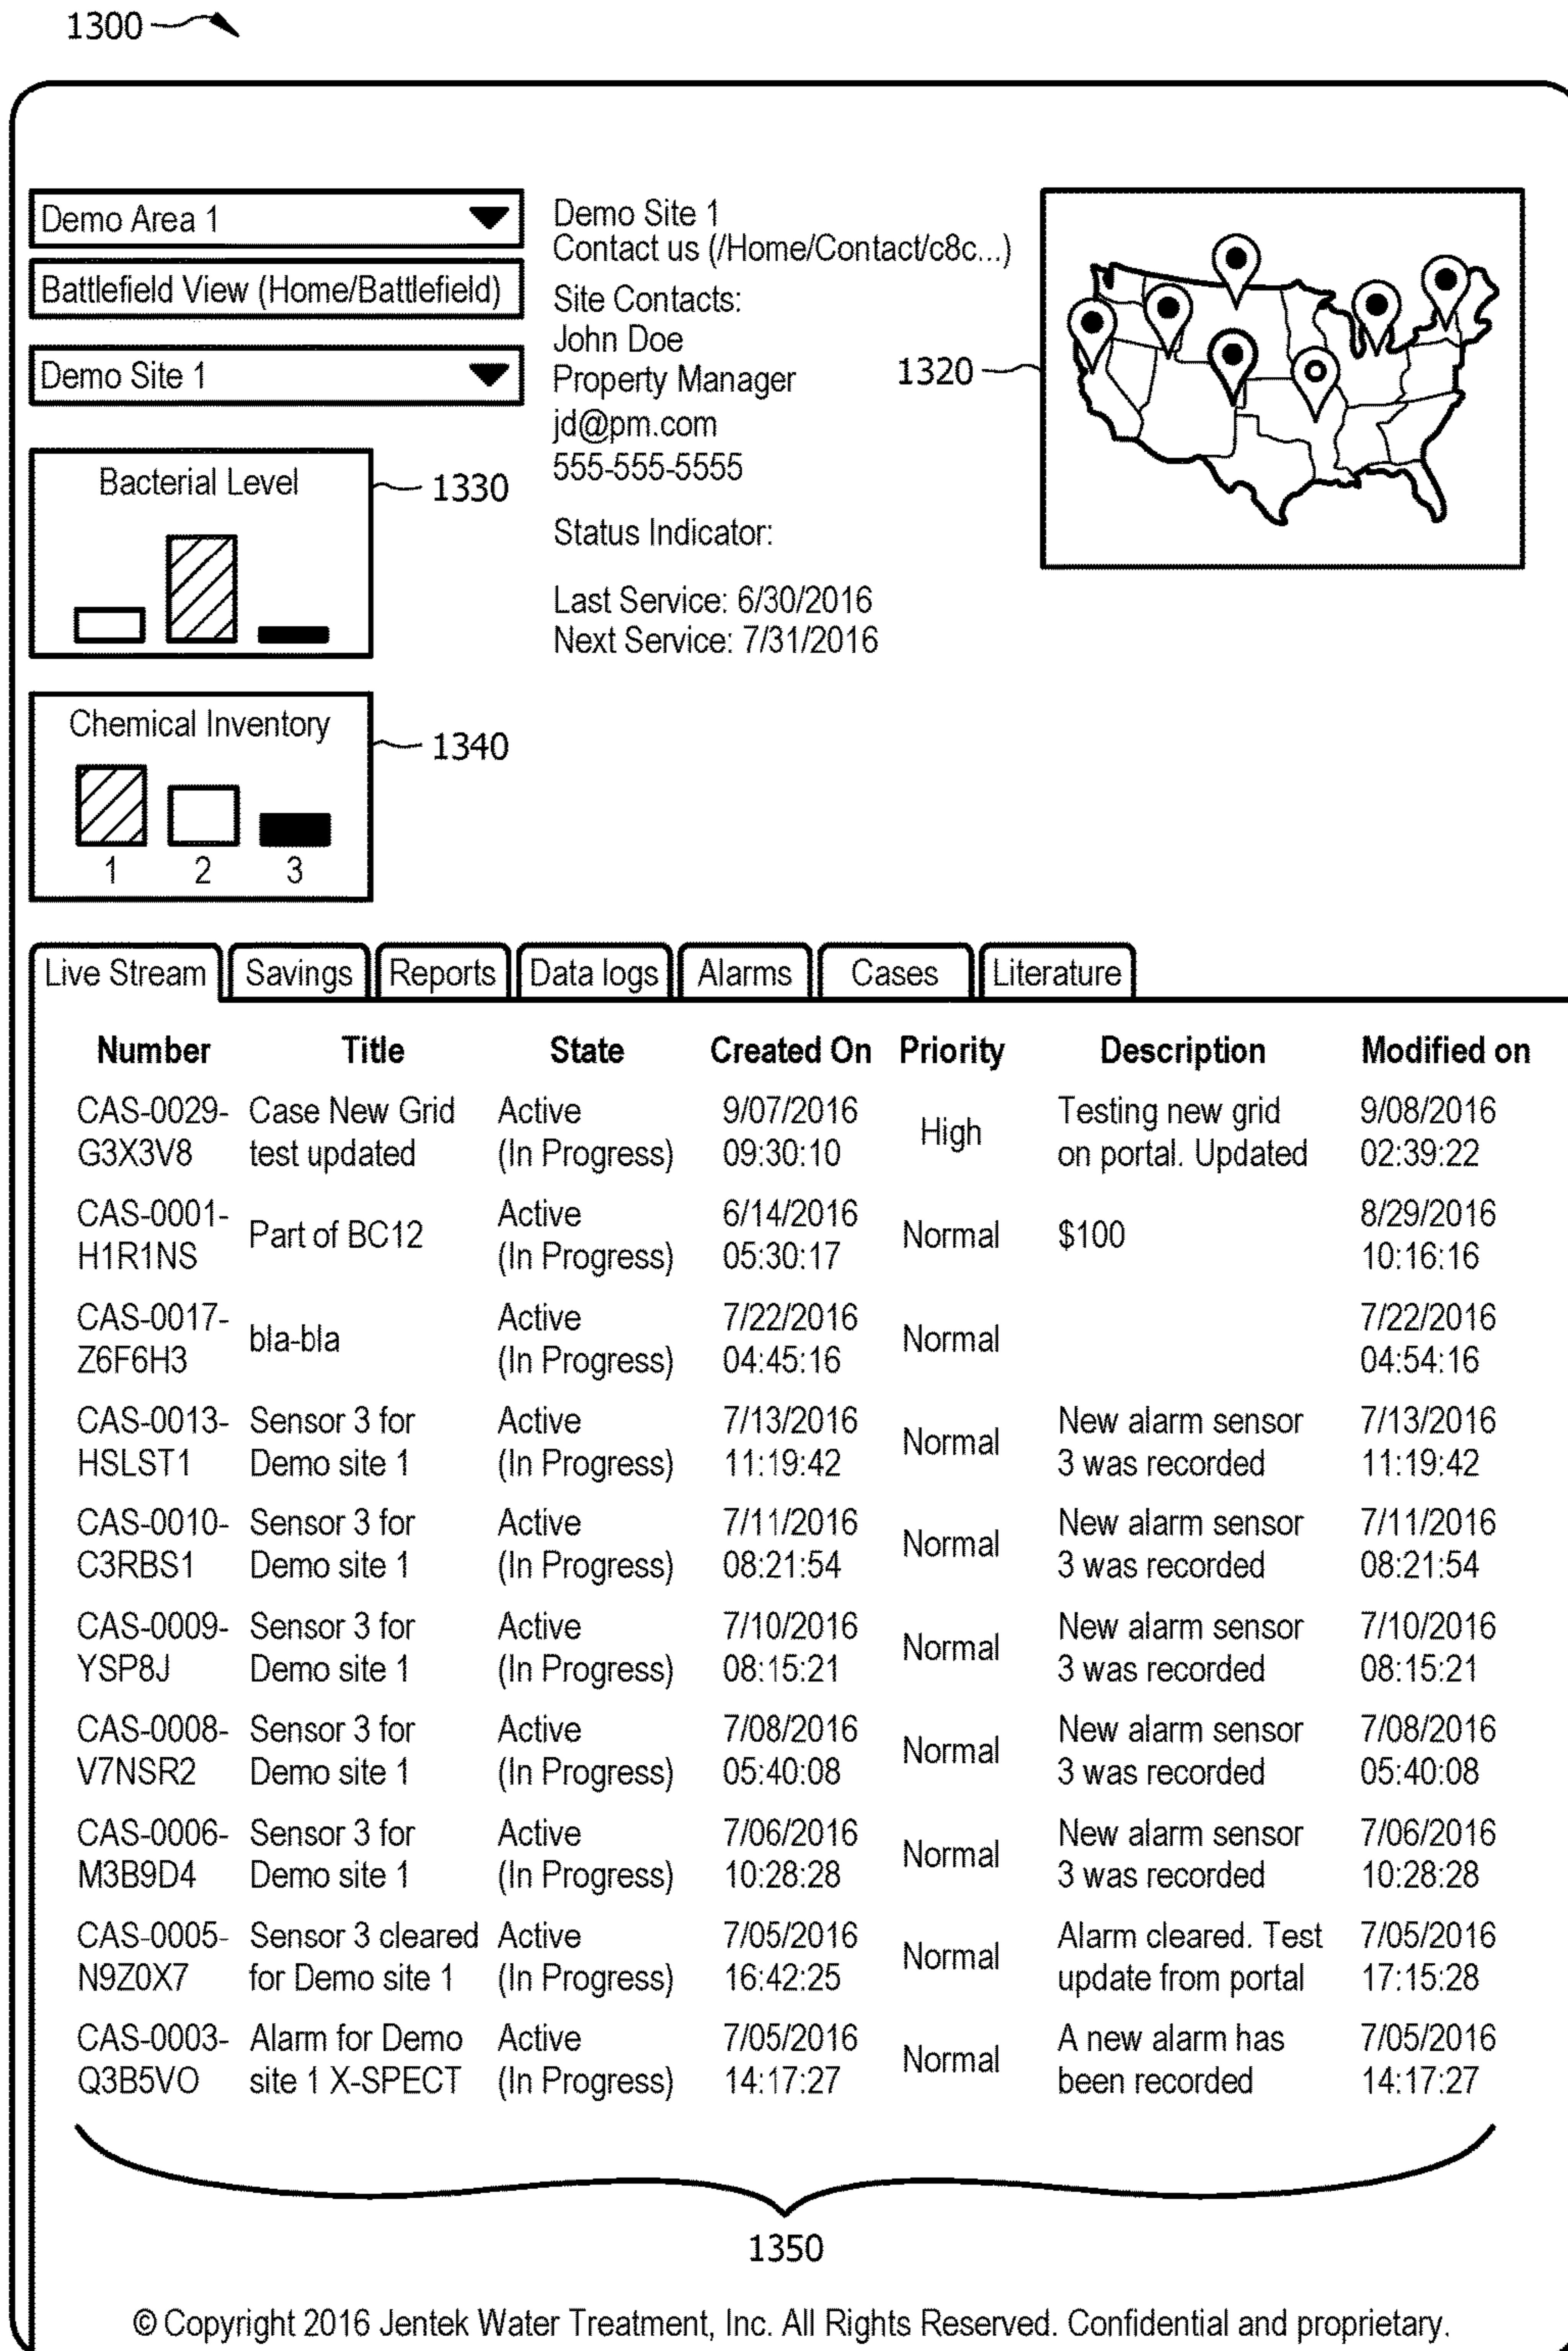 1300
Demo Area 1
Battlefield View (Home/Battlefield)
Demo Site 1
Demo Site 1
Contact us (/Home/Contact/c8c...)
Site Contacts:
John Doe
Property Manager
jd@pm.com
555-555-5555
Status Indicator:
Last Service: 6/30/2016
Next Service: 7/31/2016
1320
Bacterial Level
1330
Chemical Inventory
1 2 3
1340
Live Stream Savings Reports Data logs Alarms Cases Literature
Number Title State Created On Priority Description Modified on
CAS-0029- Case New Grid Active 9/07/2016 High Testing new grid 9/08/2016
G3X3V8 test updated (In Progress) 09:30:10 on portal. Updated 02:39:22
CAS-0001- Part of BC12 Active 6/14/2016 Normal $100 8/29/2016
H1R1NS (In Progress) 05:30:17 10:16:16
CAS-0017- bla-bla Active 7/22/2016 Normal 7/22/2016
Z6F6H3 (In Progress) 04:45:16 04:54:16
CAS-0013- Sensor 3 for Active 7/13/2016 Normal New alarm sensor 7/13/2016
HSLST1 Demo site 1 (In Progress) 11:19:42 3 was recorded 11:19:42
CAS-0010- Sensor 3 for Active 7/11/2016 Normal New alarm sensor 7/11/2016
C3RBS1 Demo site 1 (In Progress) 08:21:54 3 was recorded 08:21:54
CAS-0009- Sensor 3 for Active 7/10/2016 Normal New alarm sensor 7/10/2016
YSP8J Demo site 1 (In Progress) 08:15:21 3 was recorded 08:15:21
CAS-0008- Sensor 3 for Active 7/08/2016 Normal New alarm sensor 7/08/2016
V7NSR2 Demo site 1 (In Progress) 05:40:08 3 was recorded 05:40:08
CAS-0006- Sensor 3 for Active 7/06/2016 Normal New alarm sensor 7/06/2016
M3B9D4 Demo site 1 (In Progress) 10:28:28 3 was recorded 10:28:28
CAS-0005- Sensor 3 cleared Active 7/05/2016 Normal Alarm cleared. Test 7/05/2016
N9Z0X7 for Demo site 1 (In Progress) 16:42:25 update from portal 17:15:28
CAS-0003- Alarm for Demo Active 7/05/2016 Normal A new alarm has 7/05/2016
Q3B5VO site 1 X-SPECT (In Progress) 14:17:27 been recorded 14:17:27
1350
© Copyright 2016 Jentek Water Treatment, Inc. All Rights Reserved. Confidential and proprietary.